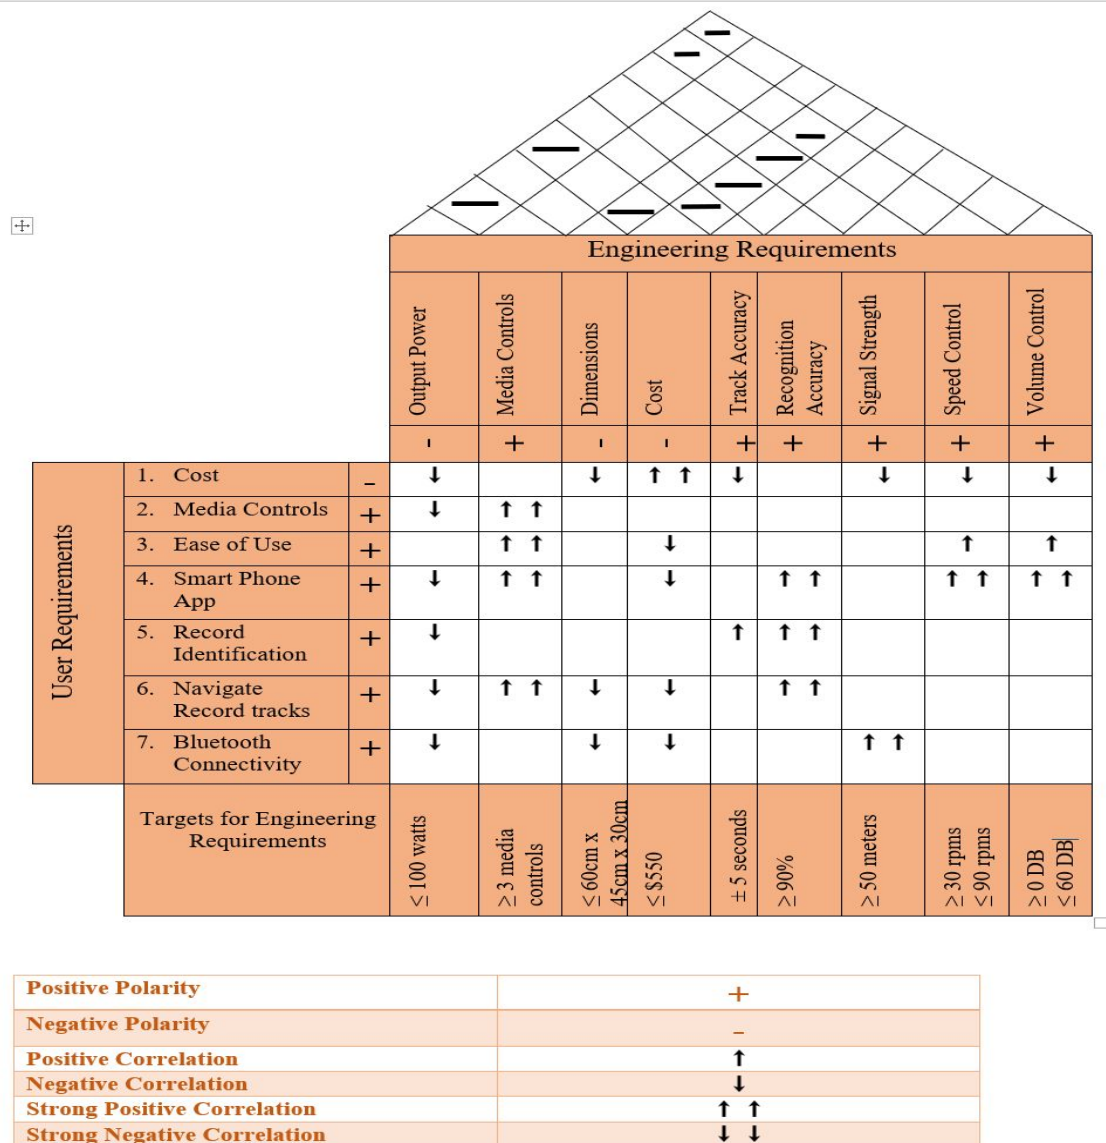 Engineering Requirements
Output Power
Media Controls
Dimensions
Cost
Track Accuracy
Recognition
Accuracy
Signal Strength
Speed Control
Volume Control
- + - - + + + + +
User Requirements
1. Cost - ↓ ↓ ↑ ↑ ↓ ↓ ↓ ↓
2. Media Controls + ↓ ↑ ↑
3. Ease of Use + ↑ ↑ ↓ ↑ ↑
4. Smart Phone
App + ↓ ↑ ↑ ↓ ↑ ↑ ↑ ↑ ↑ ↑
5. Record
Identification + ↓ ↑ ↑ ↑
6. Navigate
Record tracks + ↓ ↑ ↑ ↓ ↓ ↑ ↑
7. Bluetooth
Connectivity + ↓ ↓ ↓ ↑ ↑
Targets for Engineering
Requirements
≤ 100 watts
≥ 3 media
controls
≤ 60cm x
45cm x 30cm
≤ $550
± 5 seconds
≥ 90%
≥ 50 meters
≥ 30 rpms
≤ 90 rpms
≥ 0 DB
≤ 60 DB
Positive Polarity +
Negative Polarity -
Positive Correlation ↑
Negative Correlation ↓
Strong Positive Correlation ↑ ↑
Strong Negative Correlation ↓ ↓